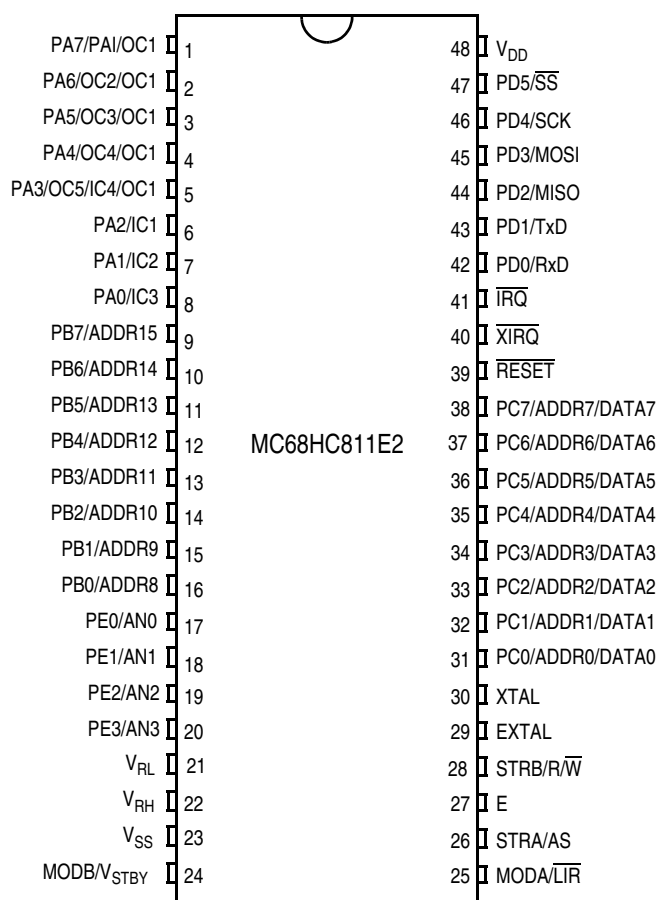 PA7/PAI/OC1 1
PA6/OC2/OC1 2
PA5/OC3/OC1 3
PA4/OC4/OC1 4
PA3/OC5/IC4/OC1 5
PA2/IC1 6
PA1/IC2 7
PA0/IC3 8
PB7/ADDR15 9
PB6/ADDR14 10
PB5/ADDR13 11
PB4/ADDR12 12
PB3/ADDR11 13
PB2/ADDR10 14
PB1/ADDR9 15
PB0/ADDR8 16
PE0/AN0 17
PE1/AN1 18
PE2/AN2 19
PE3/AN3 20
VRL 21
VRH 22
VSS 23
MODB/VSTBY 24
MC68HC811E2
48 VDD
47 PD5/S̅S̅
46 PD4/SCK
45 PD3/MOSI
44 PD2/MISO
43 PD1/TxD
42 PD0/RxD
41 I̅R̅Q̅
40 X̅I̅R̅Q̅
39 R̅E̅S̅E̅T̅
38 PC7/ADDR7/DATA7
37 PC6/ADDR6/DATA6
36 PC5/ADDR5/DATA5
35 PC4/ADDR4/DATA4
34 PC3/ADDR3/DATA3
33 PC2/ADDR2/DATA2
32 PC1/ADDR1/DATA1
31 PC0/ADDR0/DATA0
30 XTAL
29 EXTAL
28 STRB/R/W̅
27 E
26 STRA/AS
25 MODA/L̅I̅R̅